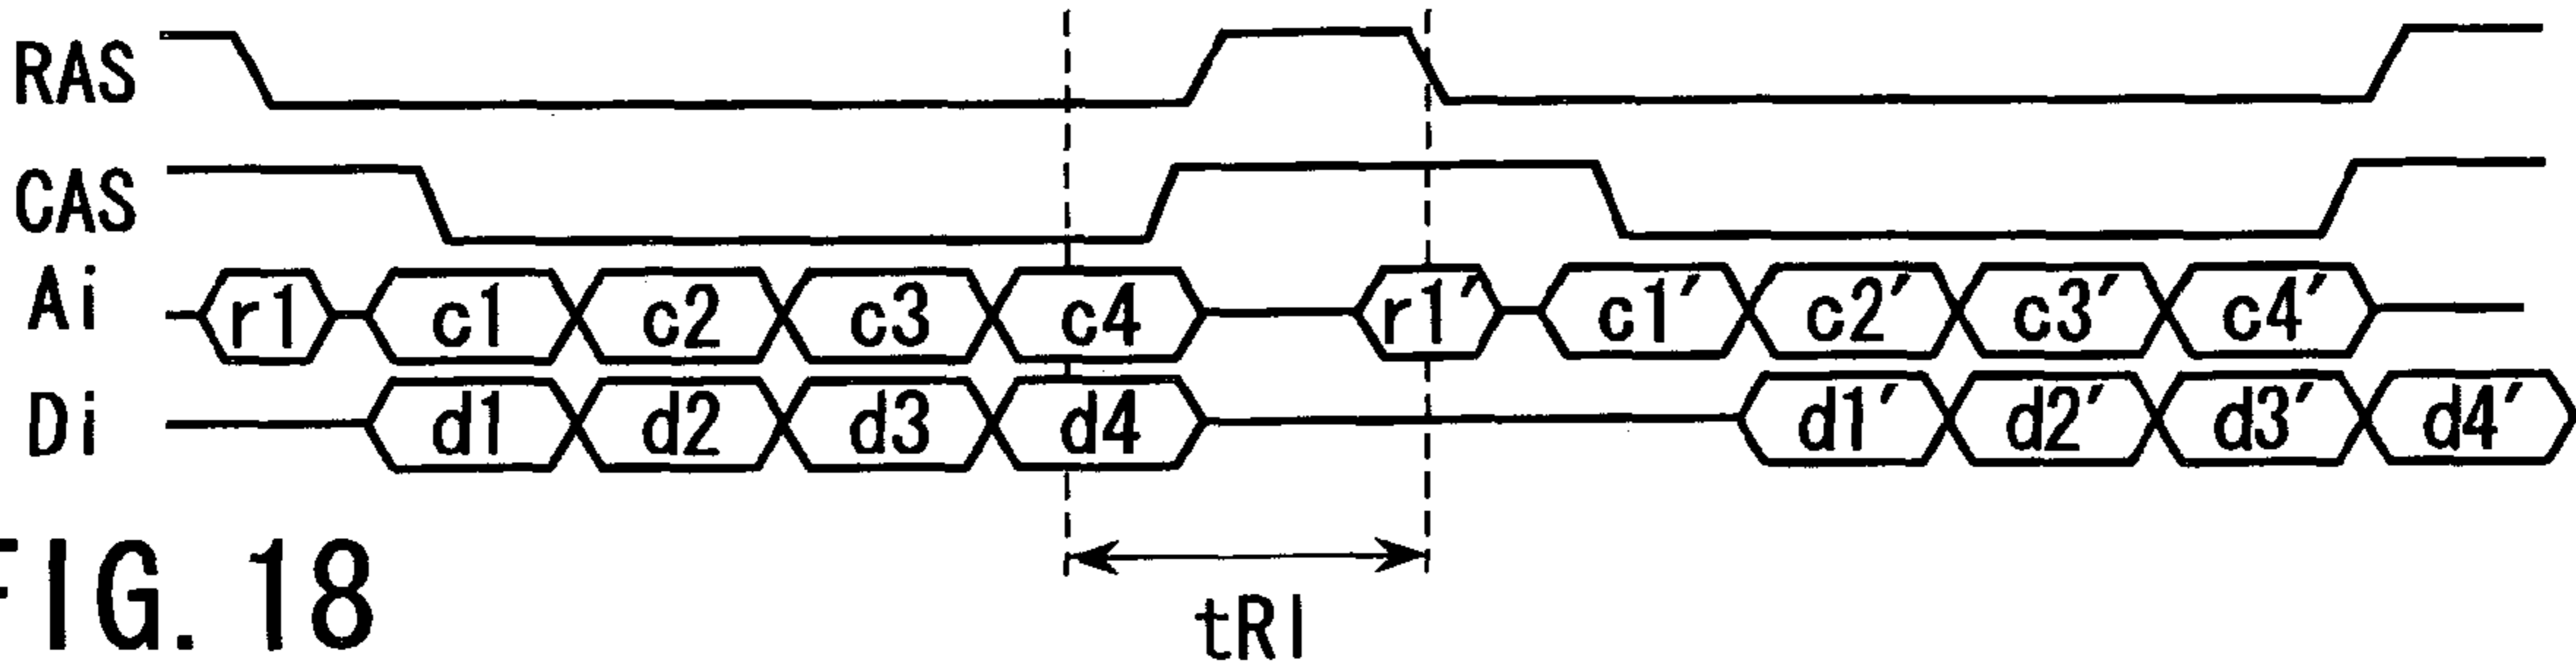 RAS
CAS
Ai r1 c1 c2 c3 c4 r1′ c1′ c2′ c3′ c4′
Di d1 d2 d3 d4 d1′ d2′ d3′ d4′
tRI
FIG. 18